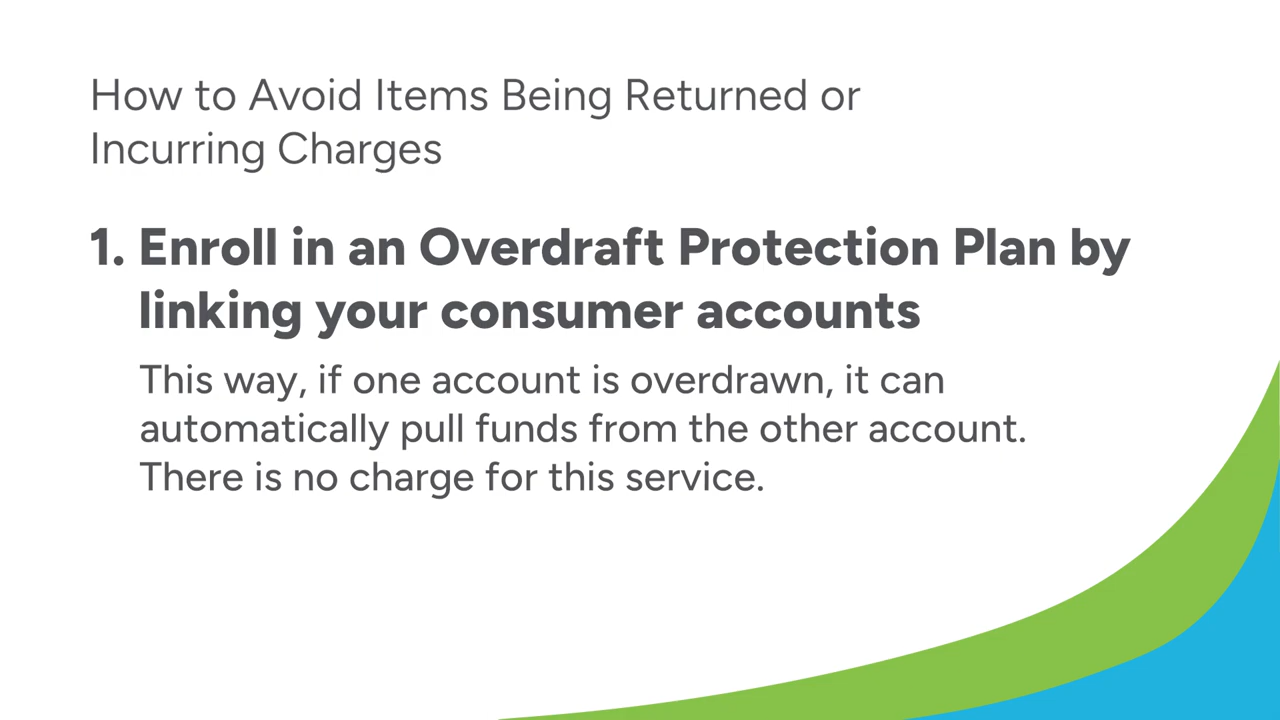 How to Avoid Items Being Returned or
Incurring Charges
1. Enroll in an Overdraft Protection Plan by
linking your consumer accounts
This way, if one account is overdrawn, it can
automatically pull funds from the other account.
There is no charge for this service.